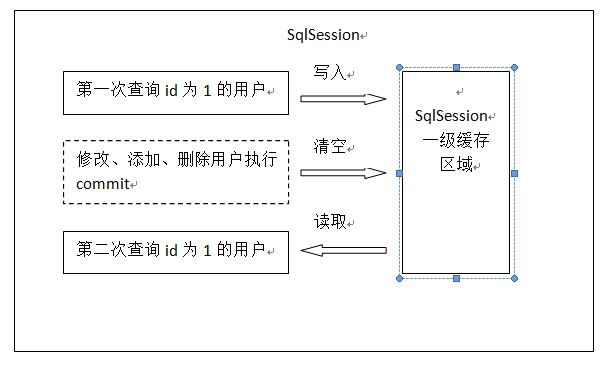 SqlSession
写入
第一次查询 id 为 1 的用户
SqlSession
一级缓存
区域
清空
修改、添加、删除用户执行
commit
读取
第二次查询 id 为 1 的用户